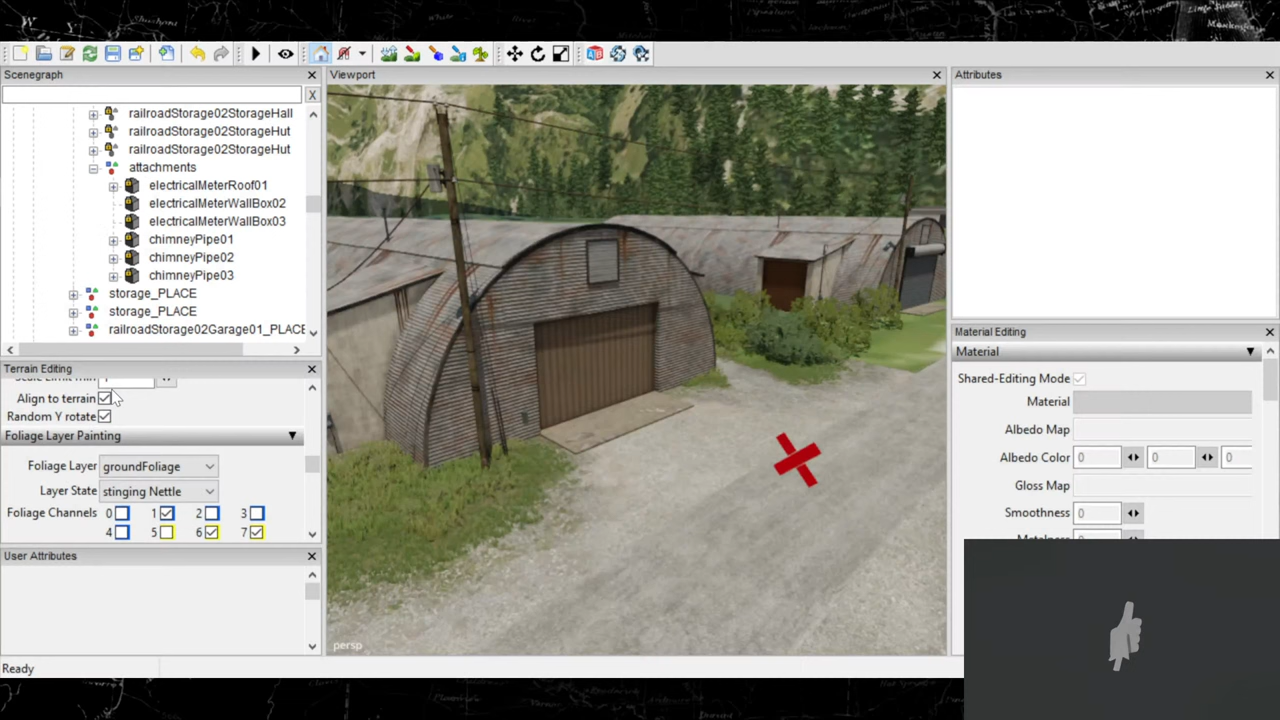 Scenegraph
Viewport
Attributes
X
railroadStorage02StorageHall
railroadStorage02StorageHut
railroadStorage02StorageHut
attachments
electricalMeterRoof01
electricalMeterWallBox02
electricalMeterWallBox03
chimneyPipe01
chimneyPipe02
chimneyPipe03
storage_PLACE
storage_PLACE
railroadStorage02Garage01_PLACE
Terrain Editing
Scale Limit min
Align to terrain
Random Y rotate
Foliage Layer Painting
Foliage Layer groundFoliage
Layer State stinging Nettle
Foliage Channels 0 1 2 3
4 5 6 7
User Attributes
Ready
persp
Material Editing
Material
Shared-Editing Mode
Material
Albedo Map
Albedo Color 0 0 0
Gloss Map
Smoothness 0